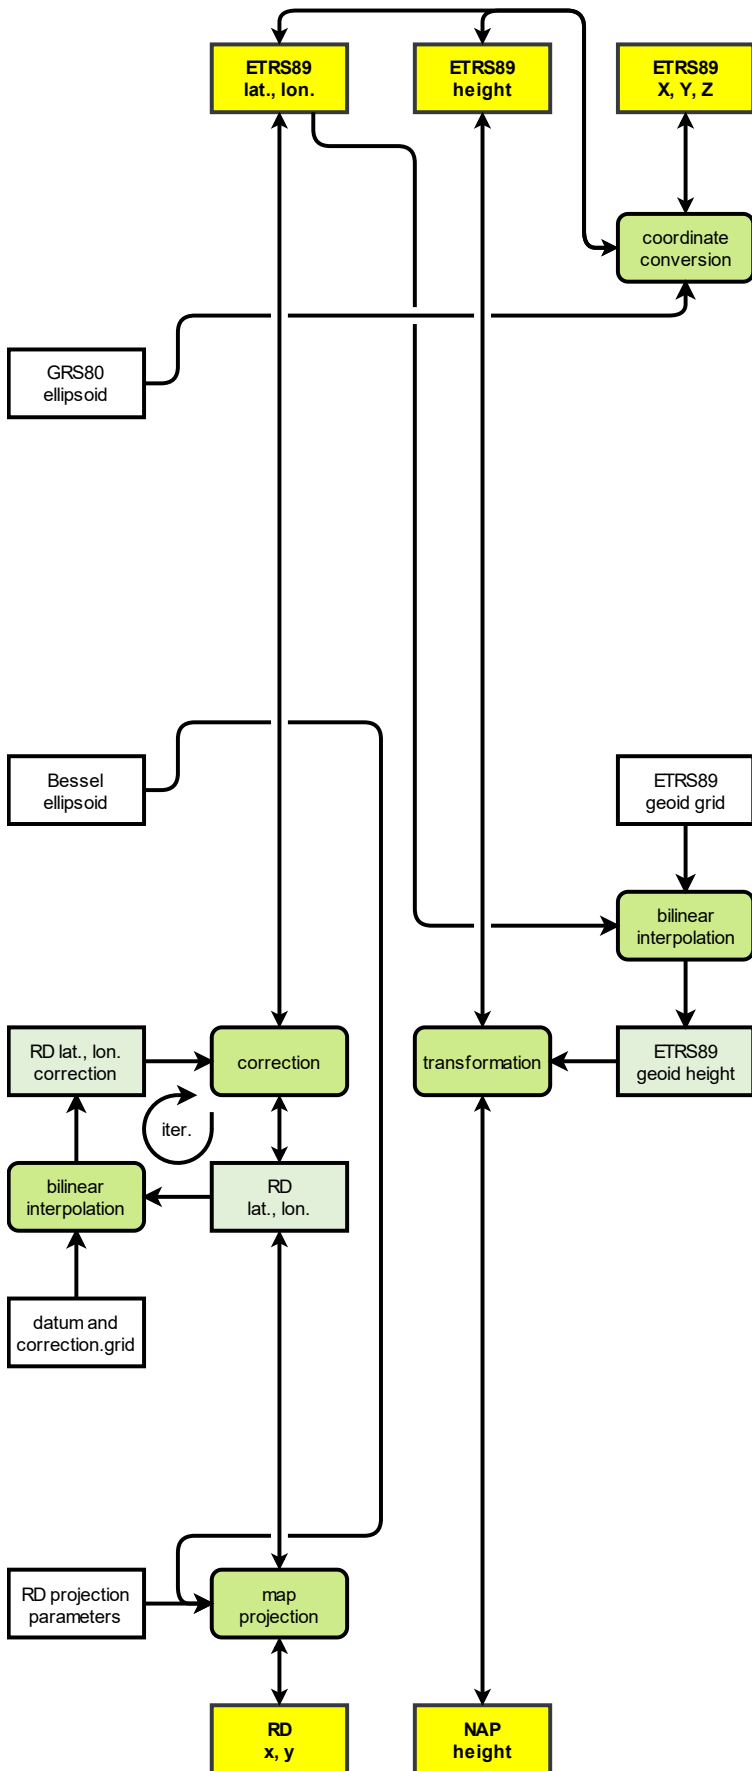 ETRS89
lat., lon.
ETRS89
height
ETRS89
X, Y, Z
coordinate
conversion
GRS80
ellipsoid
Bessel
ellipsoid
ETRS89
geoid grid
bilinear
interpolation
RD lat., lon.
correction
correction
transformation
ETRS89
geoid height
iter.
bilinear
interpolation
RD
lat., lon.
datum and
correction.grid
RD projection
parameters
map
projection
RD
x, y
NAP
height